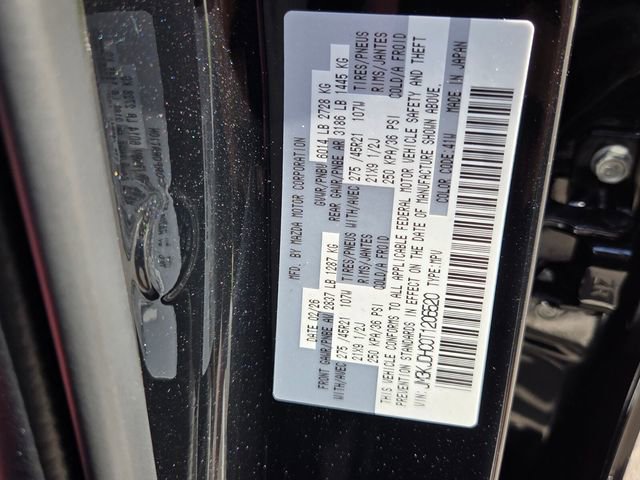 MFD. BY MAZDA MOTOR CORPORATION
DATE 02/26 GVWR/PNBV 6014 LB 2728 KG
FRONT GAWR/PNBE AV 2837 LB 1287 KG REAR GAWR/PNBE AR 3186 LB 1445 KG
WITH/AVEC 275 /45R21 107W TIRES/PNEUS WITH/AVEC 275 /45R21 107W TIRES/PNEUS
21X9 1/2J RIMS/JANTES 21X9 1/2J RIMS/JANTES
250 KPA/36 PSI COLD/A FROID 250 KPA/36 PSI COLD/A FROID
THIS VEHICLE CONFORMS TO ALL APPLICABLE FEDERAL MOTOR VEHICLE SAFETY AND THEFT
PREVENTION STANDARDS IN EFFECT ON THE DATE OF MANUFACTURE SHOWN ABOVE.
VIN: TYPE:MPV COLOR CODE:41W MADE IN JAPAN